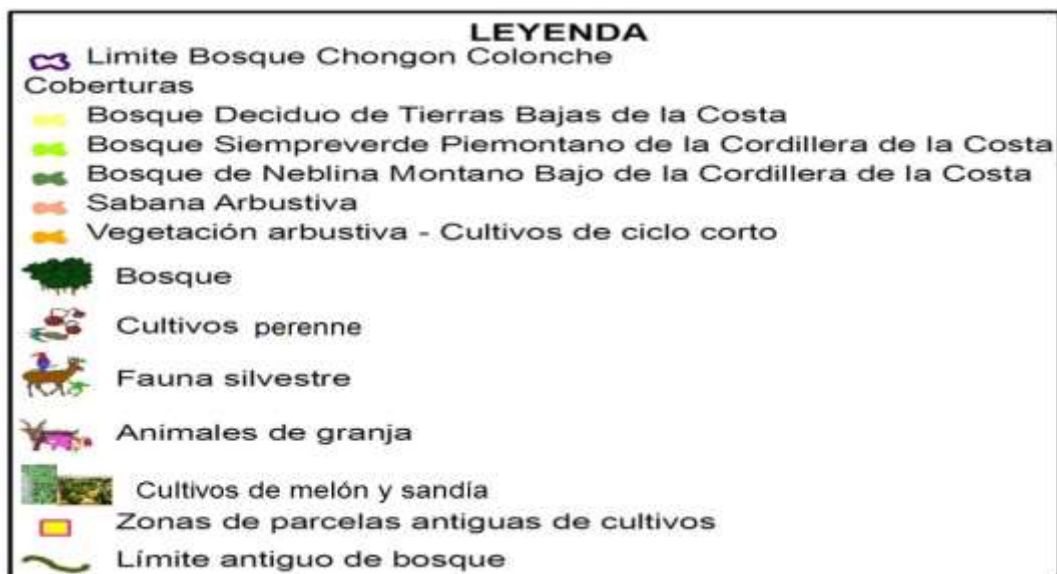 LEYENDA
Limite Bosque Chongon Colonche
Coberturas
Bosque Deciduo de Tierras Bajas de la Costa
Bosque Siempreverde Piemontano de la Cordillera de la Costa
Bosque de Neblina Montano Bajo de la Cordillera de la Costa
Sabana Arbustiva
Vegetación arbustiva - Cultivos de ciclo corto
Bosque
Cultivos perenne
Fauna silvestre
Animales de granja
Cultivos de melón y sandía
Zonas de parcelas antiguas de cultivos
Límite antiguo de bosque